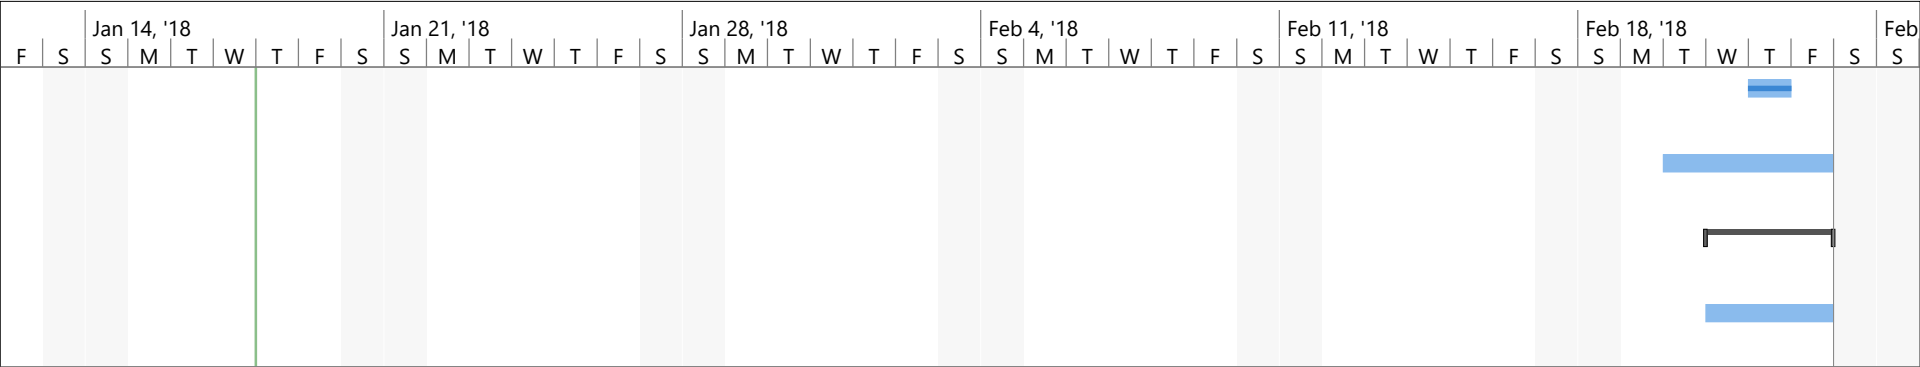 Jan 14, '18 Jan 21, '18 Jan 28, '18 Feb 4, '18 Feb 11, '18 Feb 18, '18 Feb
F S S M T W T F S S M T W T F S S M T W T F S S M T W T F S S M T W T F S S M T W T F S S